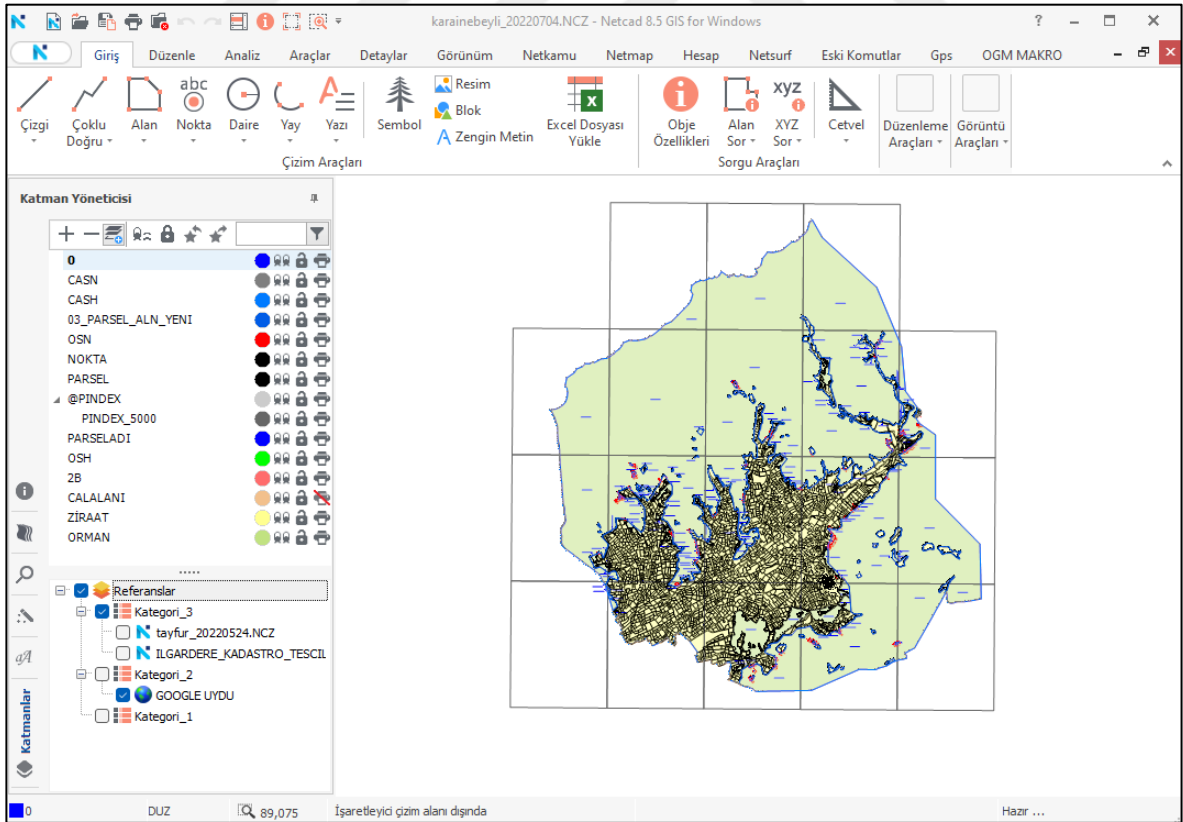 karainebeyli_20220704.NCZ - Netcad 8.5 GIS for Windows
Giriş Düzenle Analiz Araçlar Detaylar Görünüm Netkamu Netmap Hesap Netsurf Eski Komutlar Gps OGM MAKRO
Çizgi
Çoklu Doğru
Alan
abc
Nokta
Daire
Yay
Yazı
Sembol
Resim
Blok
Zengin Metin
Excel Dosyası Yükle
Obje Özellikleri
Alan Sor
xyz
XYZ Sor
Cetvel
Düzenleme Araçları
Görüntü Araçları
Çizim Araçları
Sorgu Araçları
Katman Yöneticisi
0
CASN
CASH
03_PARSEL_ALN_YENI
OSN
NOKTA
PARSEL
@PINDEX
PINDEX_5000
PARSELADI
OSH
2B
CALALANI
ZİRAAT
ORMAN
Referanslar
Kategori_3
tayfur_20220524.NCZ
ILGARDERE_KADASTRO_TESCIL
Kategori_2
GOOGLE UYDU
Kategori_1
Katmanlar
0 DUZ 89,075 İşaretleyici çizim alanı dışında Hazır ...